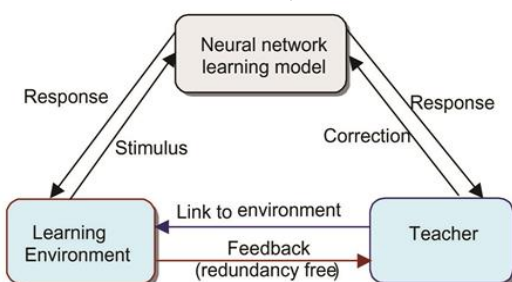 Neural network
learning model
Response
Stimulus
Response
Correction
Learning
Environment
Link to environment
Feedback
(redundancy free)
Teacher